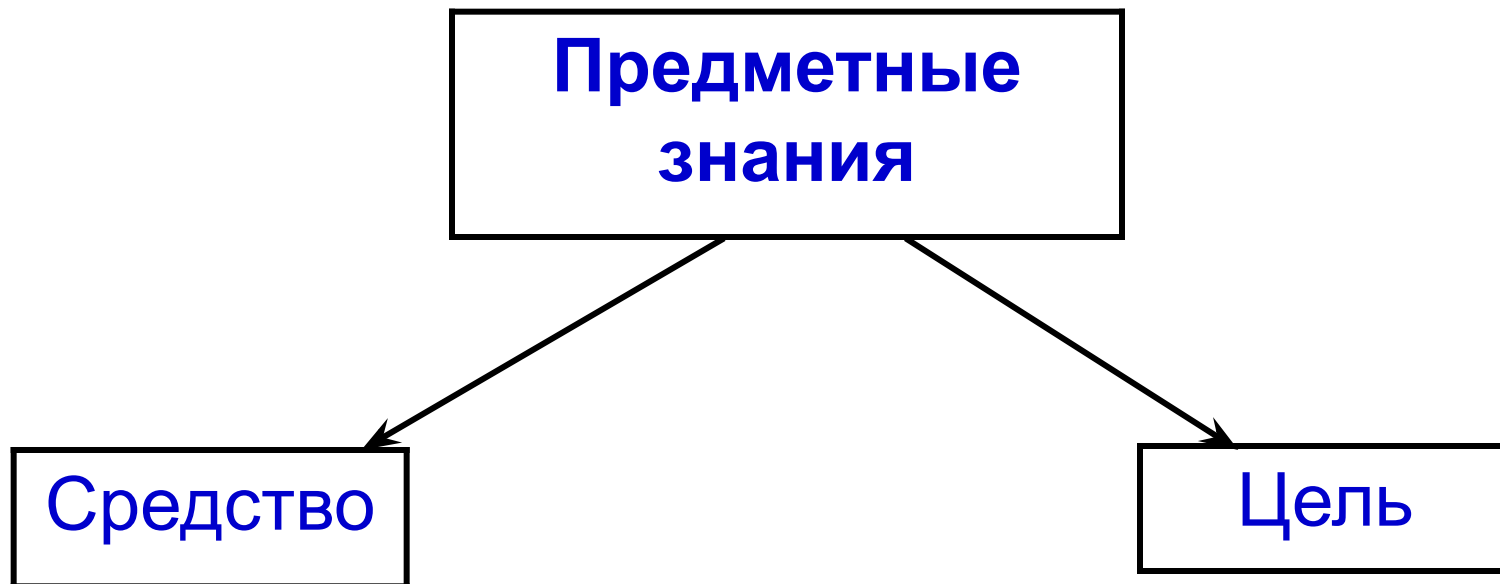 Предметные
знания
Средство
Цель